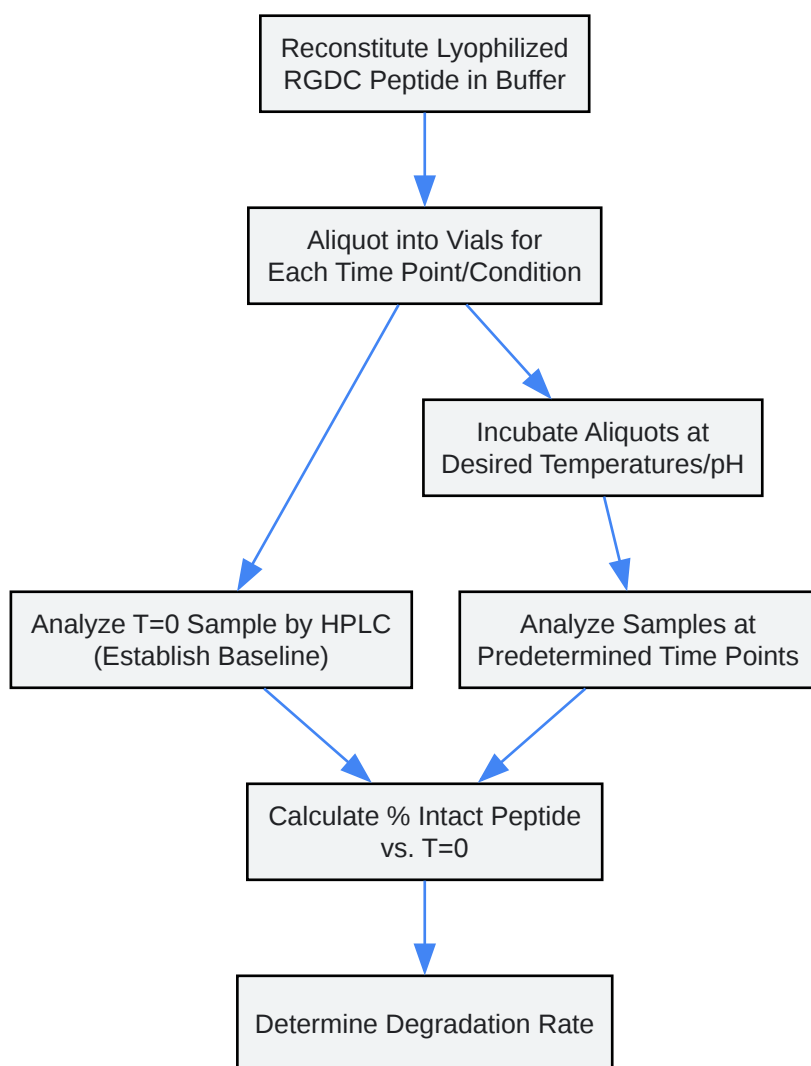 Reconstitute Lyophilized
RGDC Peptide in Buffer
Aliquot into Vials for
Each Time Point/Condition
Incubate Aliquots at
Desired Temperatures/pH
Analyze T=0 Sample by HPLC
(Establish Baseline)
Analyze Samples at
Predetermined Time Points
Calculate % Intact Peptide
vs. T=0
Determine Degradation Rate